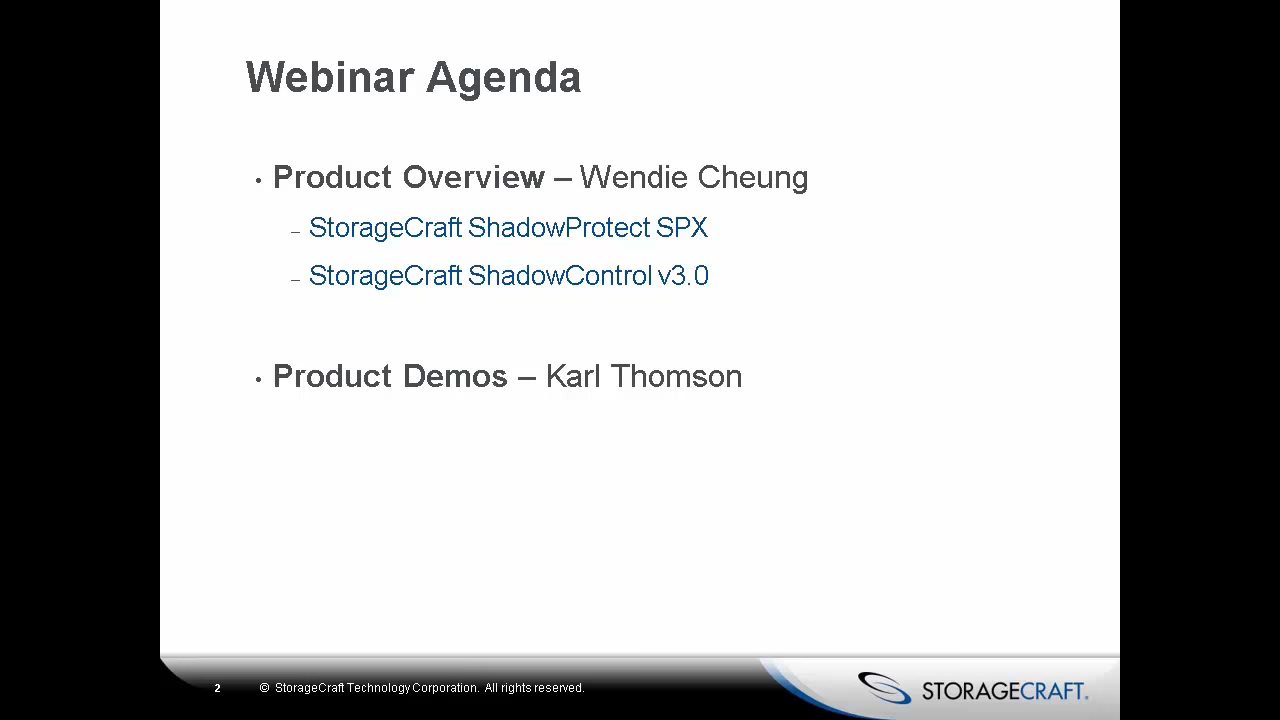 Webinar Agenda
• Product Overview – Wendie Cheung
– StorageCraft ShadowProtect SPX
– StorageCraft ShadowControl v3.0
• Product Demos – Karl Thomson
2 © StorageCraft Technology Corporation. All rights reserved.
STORAGECRAFT.